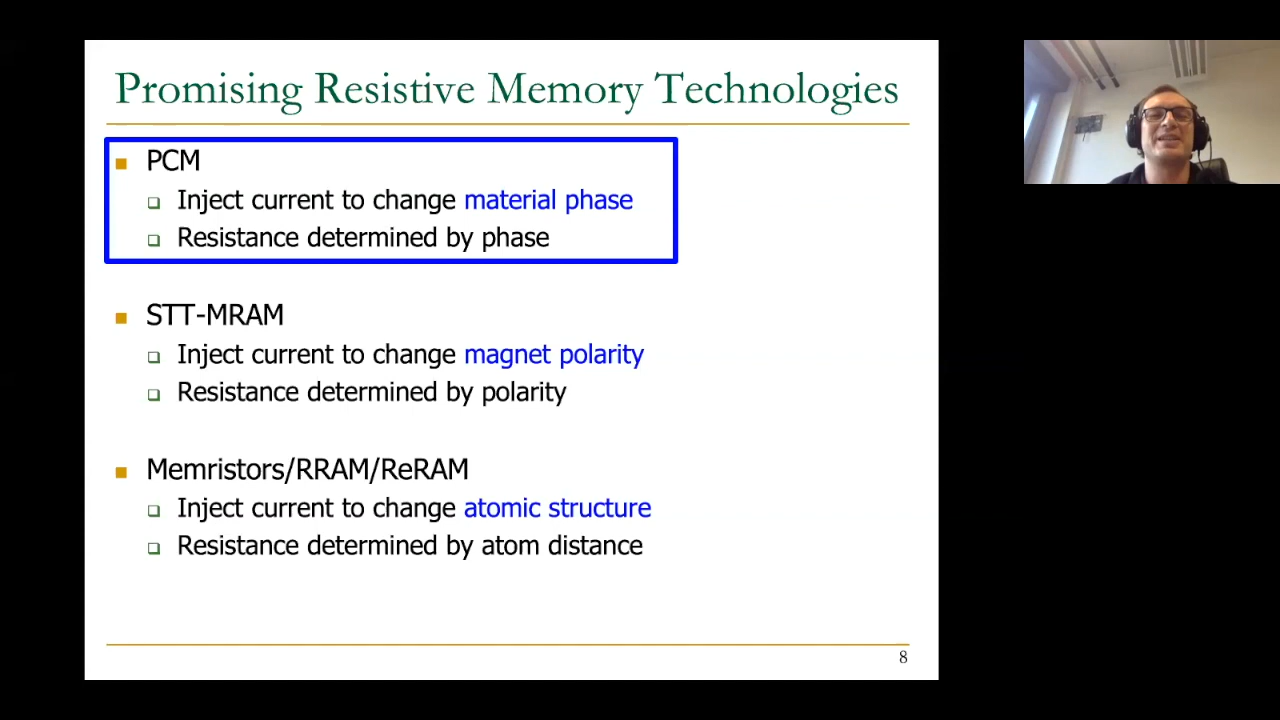 Promising Resistive Memory Technologies
PCM
Inject current to change material phase
Resistance determined by phase
STT-MRAM
Inject current to change magnet polarity
Resistance determined by polarity
Memristors/RRAM/ReRAM
Inject current to change atomic structure
Resistance determined by atom distance
8